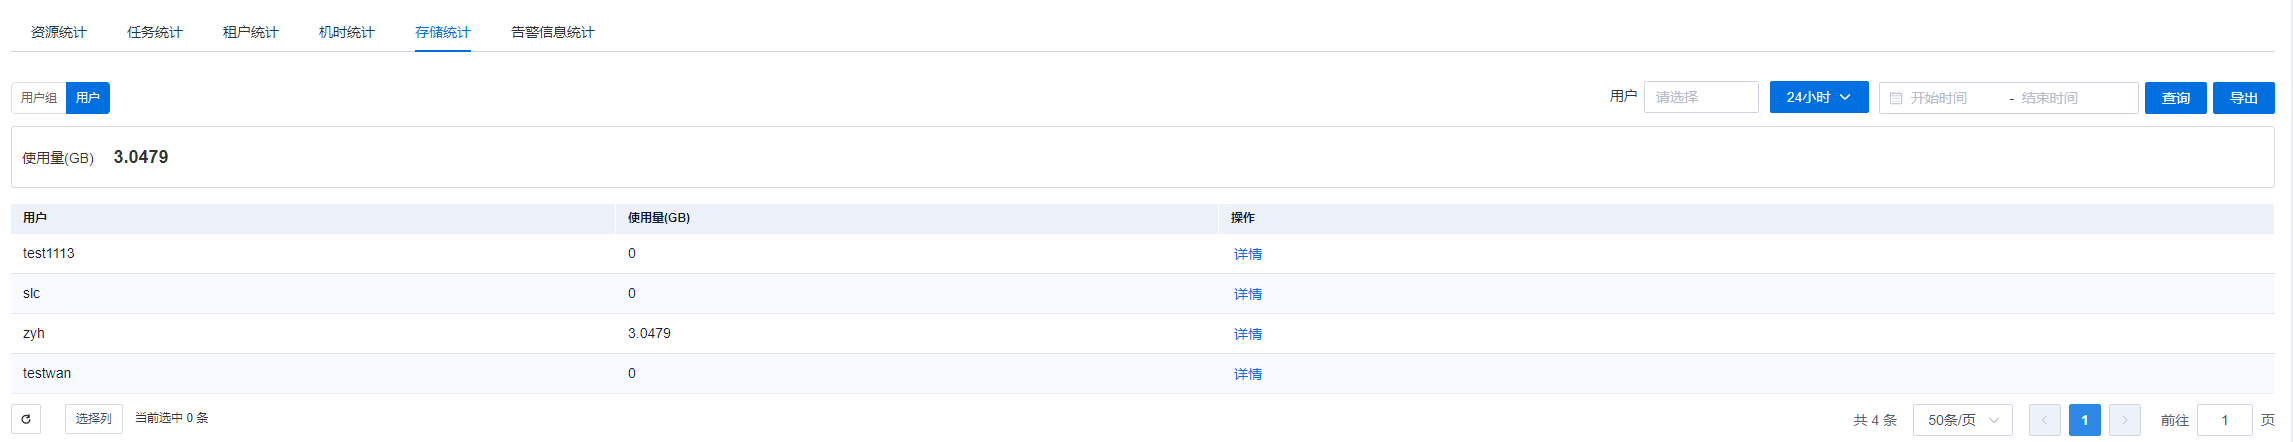 资源统计 任务统计 租户统计 机时统计 存储统计 告警信息统计
用户组 用户 用户 请选择 24小时 开始时间 - 结束时间 查询 导出
使用量(GB) 3.0479
用户 使用量(GB) 操作
test1113 0 详情
slc 0 详情
zyh 3.0479 详情
testwan 0 详情
选择列 当前选中 0 条 共 4 条 50条/页 1 前往 1 页